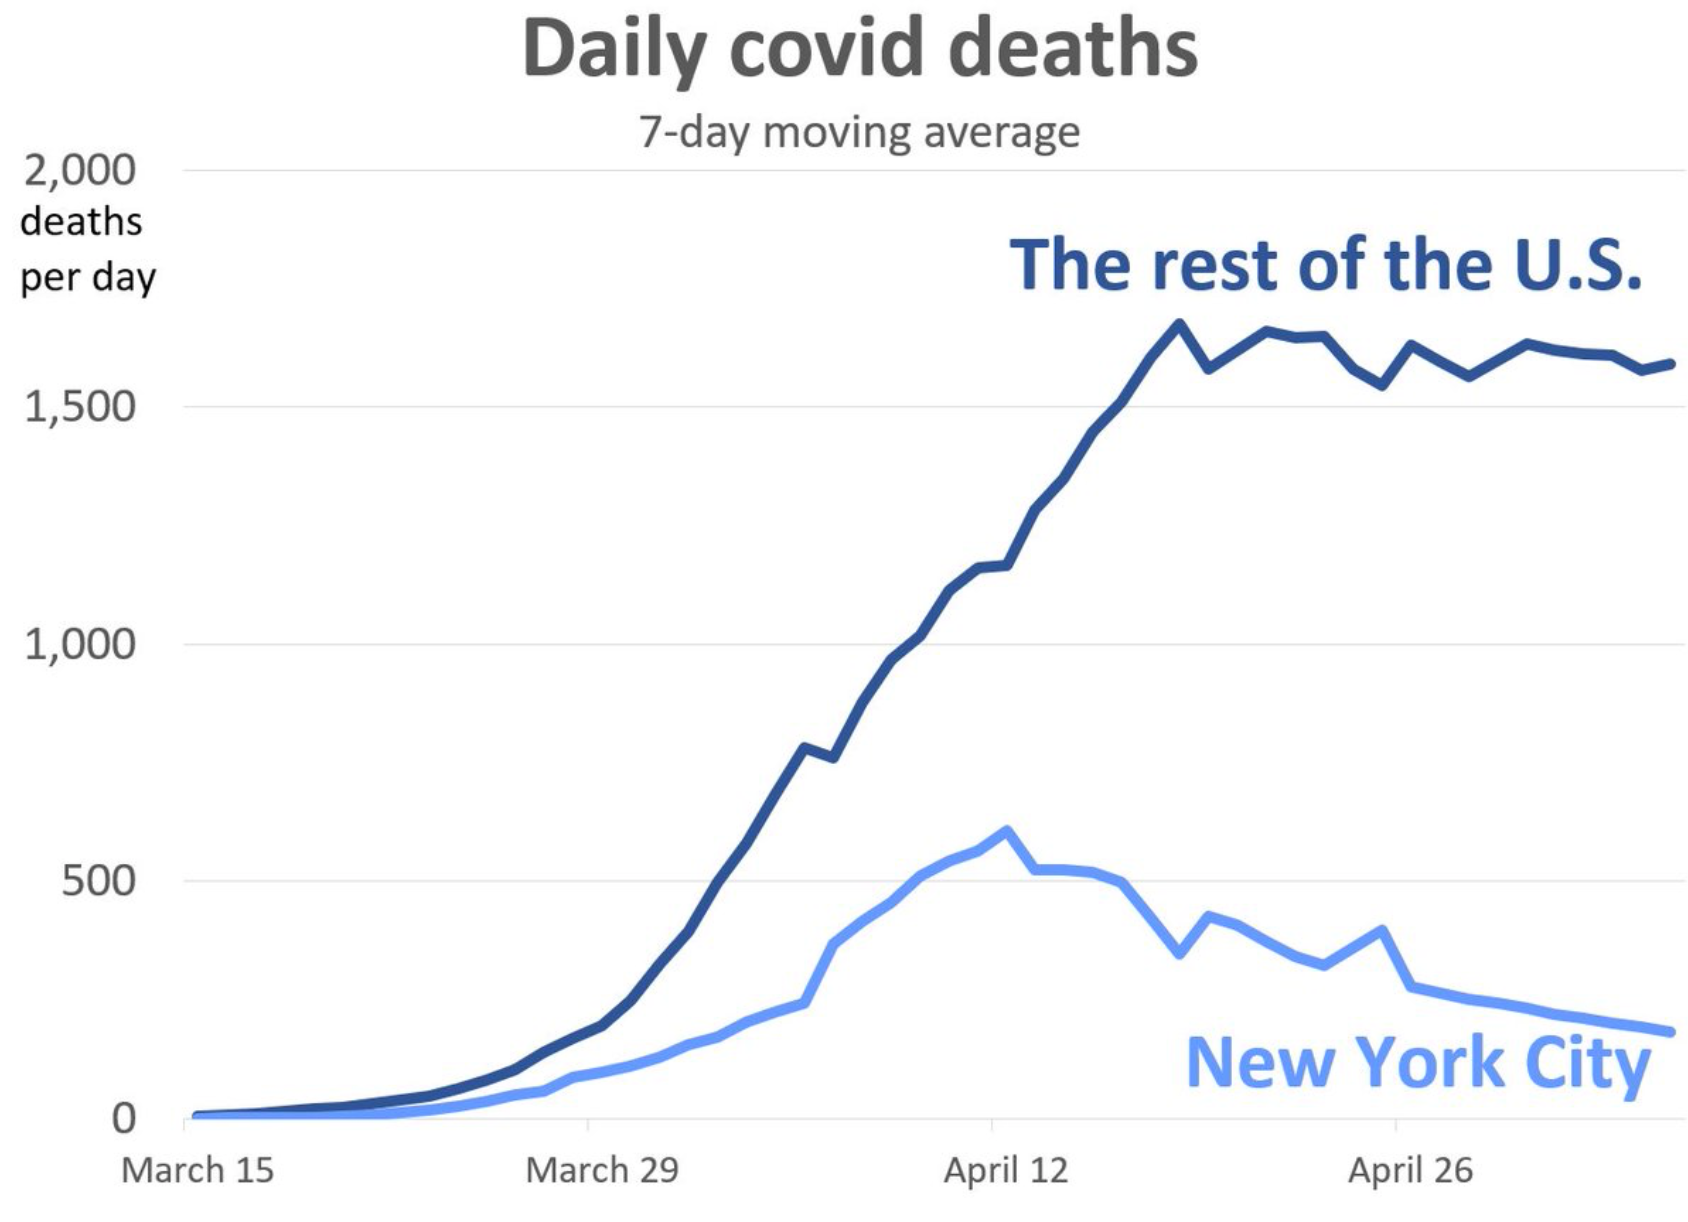 Daily covid deaths
7-day moving average
2,000
deaths
per day
The rest of the U.S.
1,500
1,000
500
New York City
0
March 15
March 29
April 12
April 26